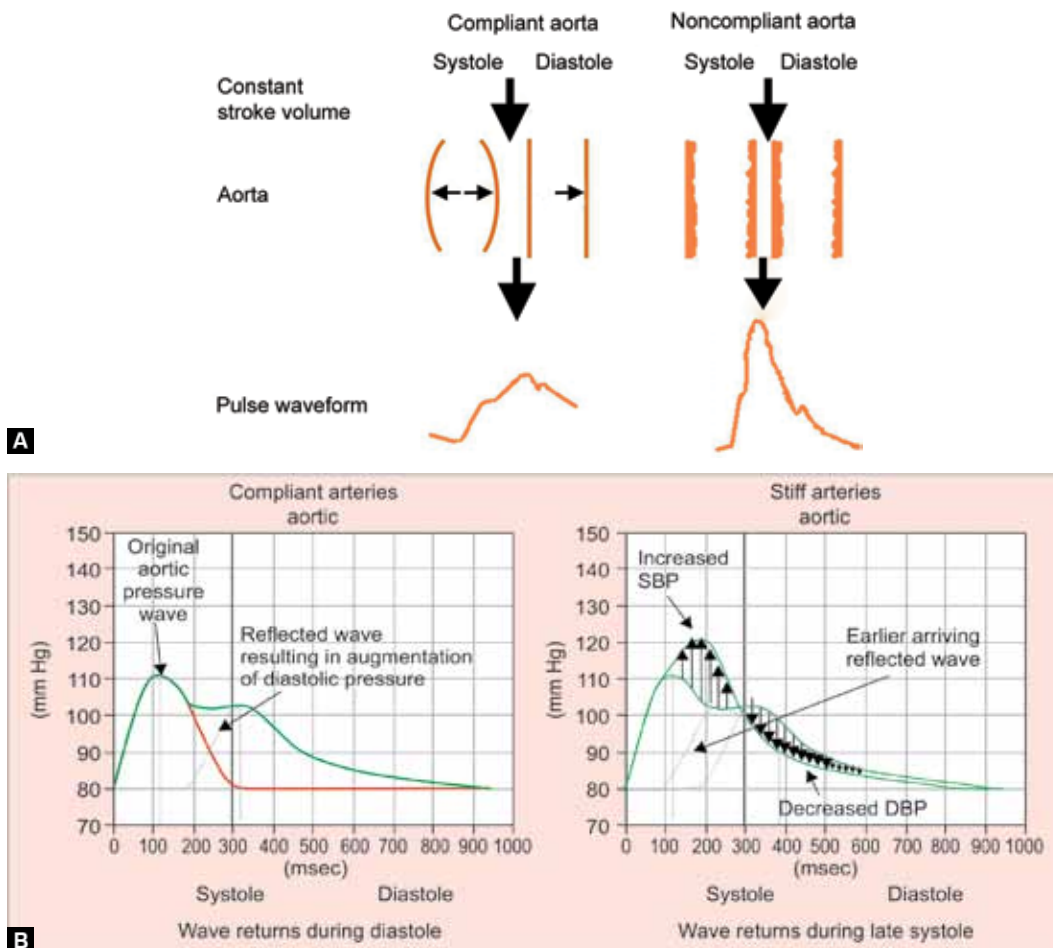 Compliant aorta
Noncompliant aorta
Systole Diastole
Systole Diastole
Constant
stroke volume
Aorta
Pulse waveform
A
Compliant arteries
aortic
150
140
130
120
110
100
90
80
70
(mm Hg)
Original
aortic
pressure
wave
Reflected wave
resulting in augmentation
of diastolic pressure
0 100 200 300 400 500 600 700 800 900 1000
(msec)
Systole Diastole
Wave returns during diastole
Stiff arteries
aortic
150
140
130
120
110
100
90
80
70
(mm Hg)
Increased
SBP
Earlier arriving
reflected wave
Decreased DBP
0 100 200 300 400 500 600 700 800 900 1000
(msec)
Systole Diastole
Wave returns during late systole
B